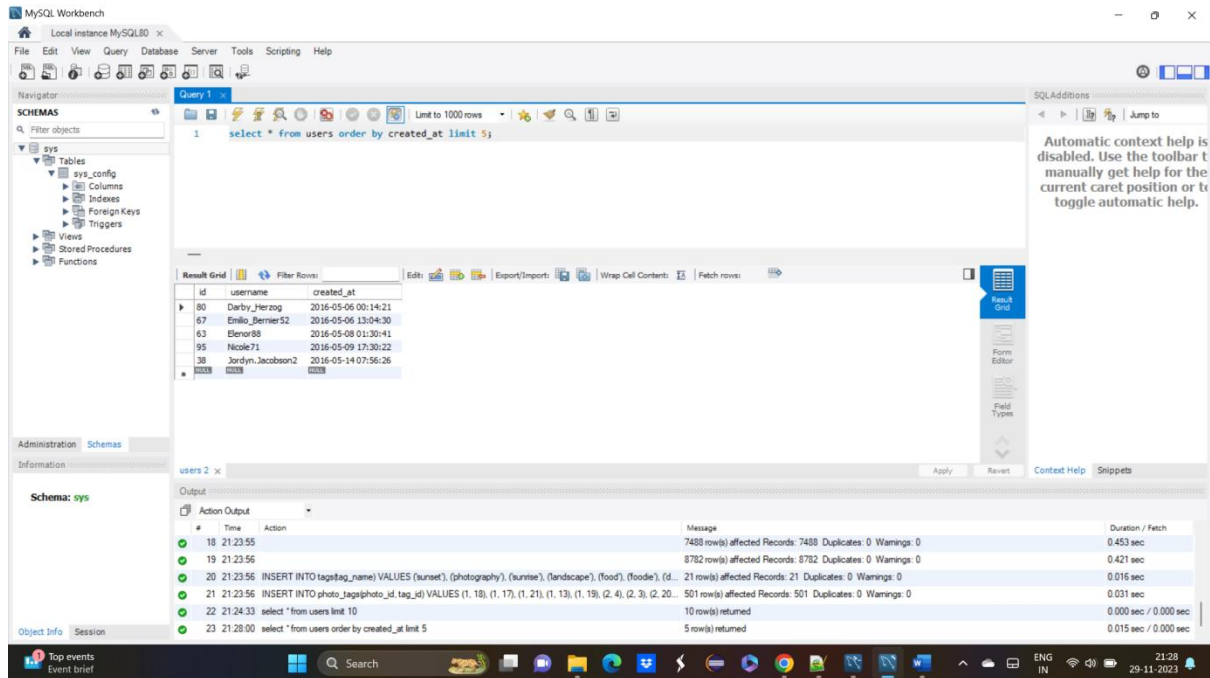 MySQL Workbench
Local instance MySQL80
File Edit View Query Database Server Tools Scripting Help
Navigator
SCHEMAS
Filter objects
sys
Tables
sys_config
Columns
Indexes
Foreign Keys
Triggers
Views
Stored Procedures
Functions
Administration Schemas
Information
Schema: sys
Object Info Session
Query 1
Limit to 1000 rows
1 select * from users order by created_at limit 5;
Result Grid Filter Rows: Edit: Export/Import: Wrap Cell Content: Fetch rows:
id username created_at
80 Darby_Herzog 2016-05-06 00:14:21
67 Emilio_Bernier52 2016-05-06 13:04:30
63 Elenor88 2016-05-08 01:30:41
95 Nicole71 2016-05-09 17:30:22
38 Jordyn.Jacobson2 2016-05-14 07:56:26
NULL NULL NULL
Result
Grid
Form
Editor
Field
Types
users 2 Apply Revert
SQLAdditions
Jump to
Automatic context help is
disabled. Use the toolbar t
manually get help for the
current caret position or to
toggle automatic help.
Context Help Snippets
Output
Action Output
# Time Action Message Duration / Fetch
18 21:23:55 7488 row(s) affected Records: 7488 Duplicates: 0 Warnings: 0 0.453 sec
19 21:23:56 8782 row(s) affected Records: 8782 Duplicates: 0 Warnings: 0 0.421 sec
20 21:23:56 INSERT INTO tags(tag_name) VALUES ('sunset'), ('photography'), ('sunrise'), ('landscape'), ('food'), ('foodie'), ('d... 21 row(s) affected Records: 21 Duplicates: 0 Warnings: 0 0.016 sec
21 21:23:56 INSERT INTO photo_tags(photo_id, tag_id) VALUES (1, 18), (1, 17), (1, 21), (1, 13), (1, 19), (2, 4), (2, 3), (2, 20... 501 row(s) affected Records: 501 Duplicates: 0 Warnings: 0 0.031 sec
22 21:24:33 select * from users limit 10 10 row(s) returned 0.000 sec / 0.000 sec
23 21:28:00 select * from users order by created_at limit 5 5 row(s) returned 0.015 sec / 0.000 sec
1 Top events
Event brief
Search
ENG
IN
21:28
29-11-2023